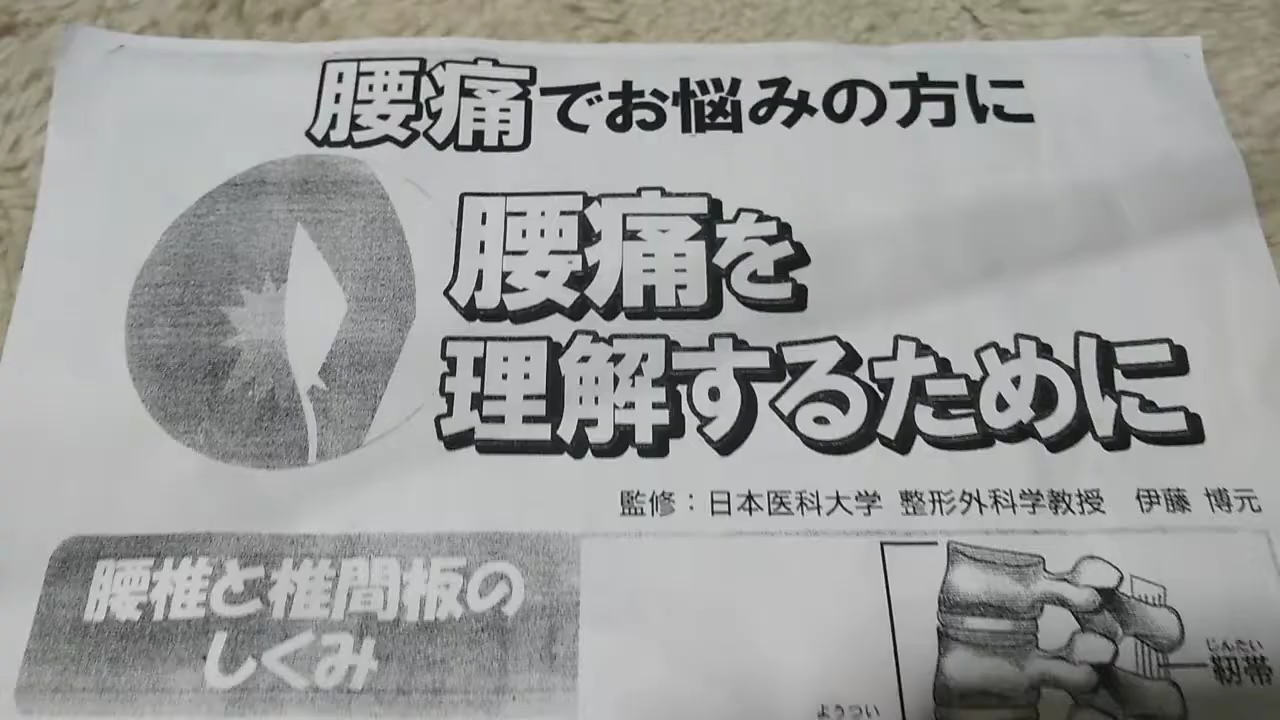 腰痛でお悩みの方に
腰痛を
理解するために
監修：日本医科大学 整形外科学教授 伊藤 博元
腰椎と椎間板の
しくみ
じんたい
靭帯
ようつい